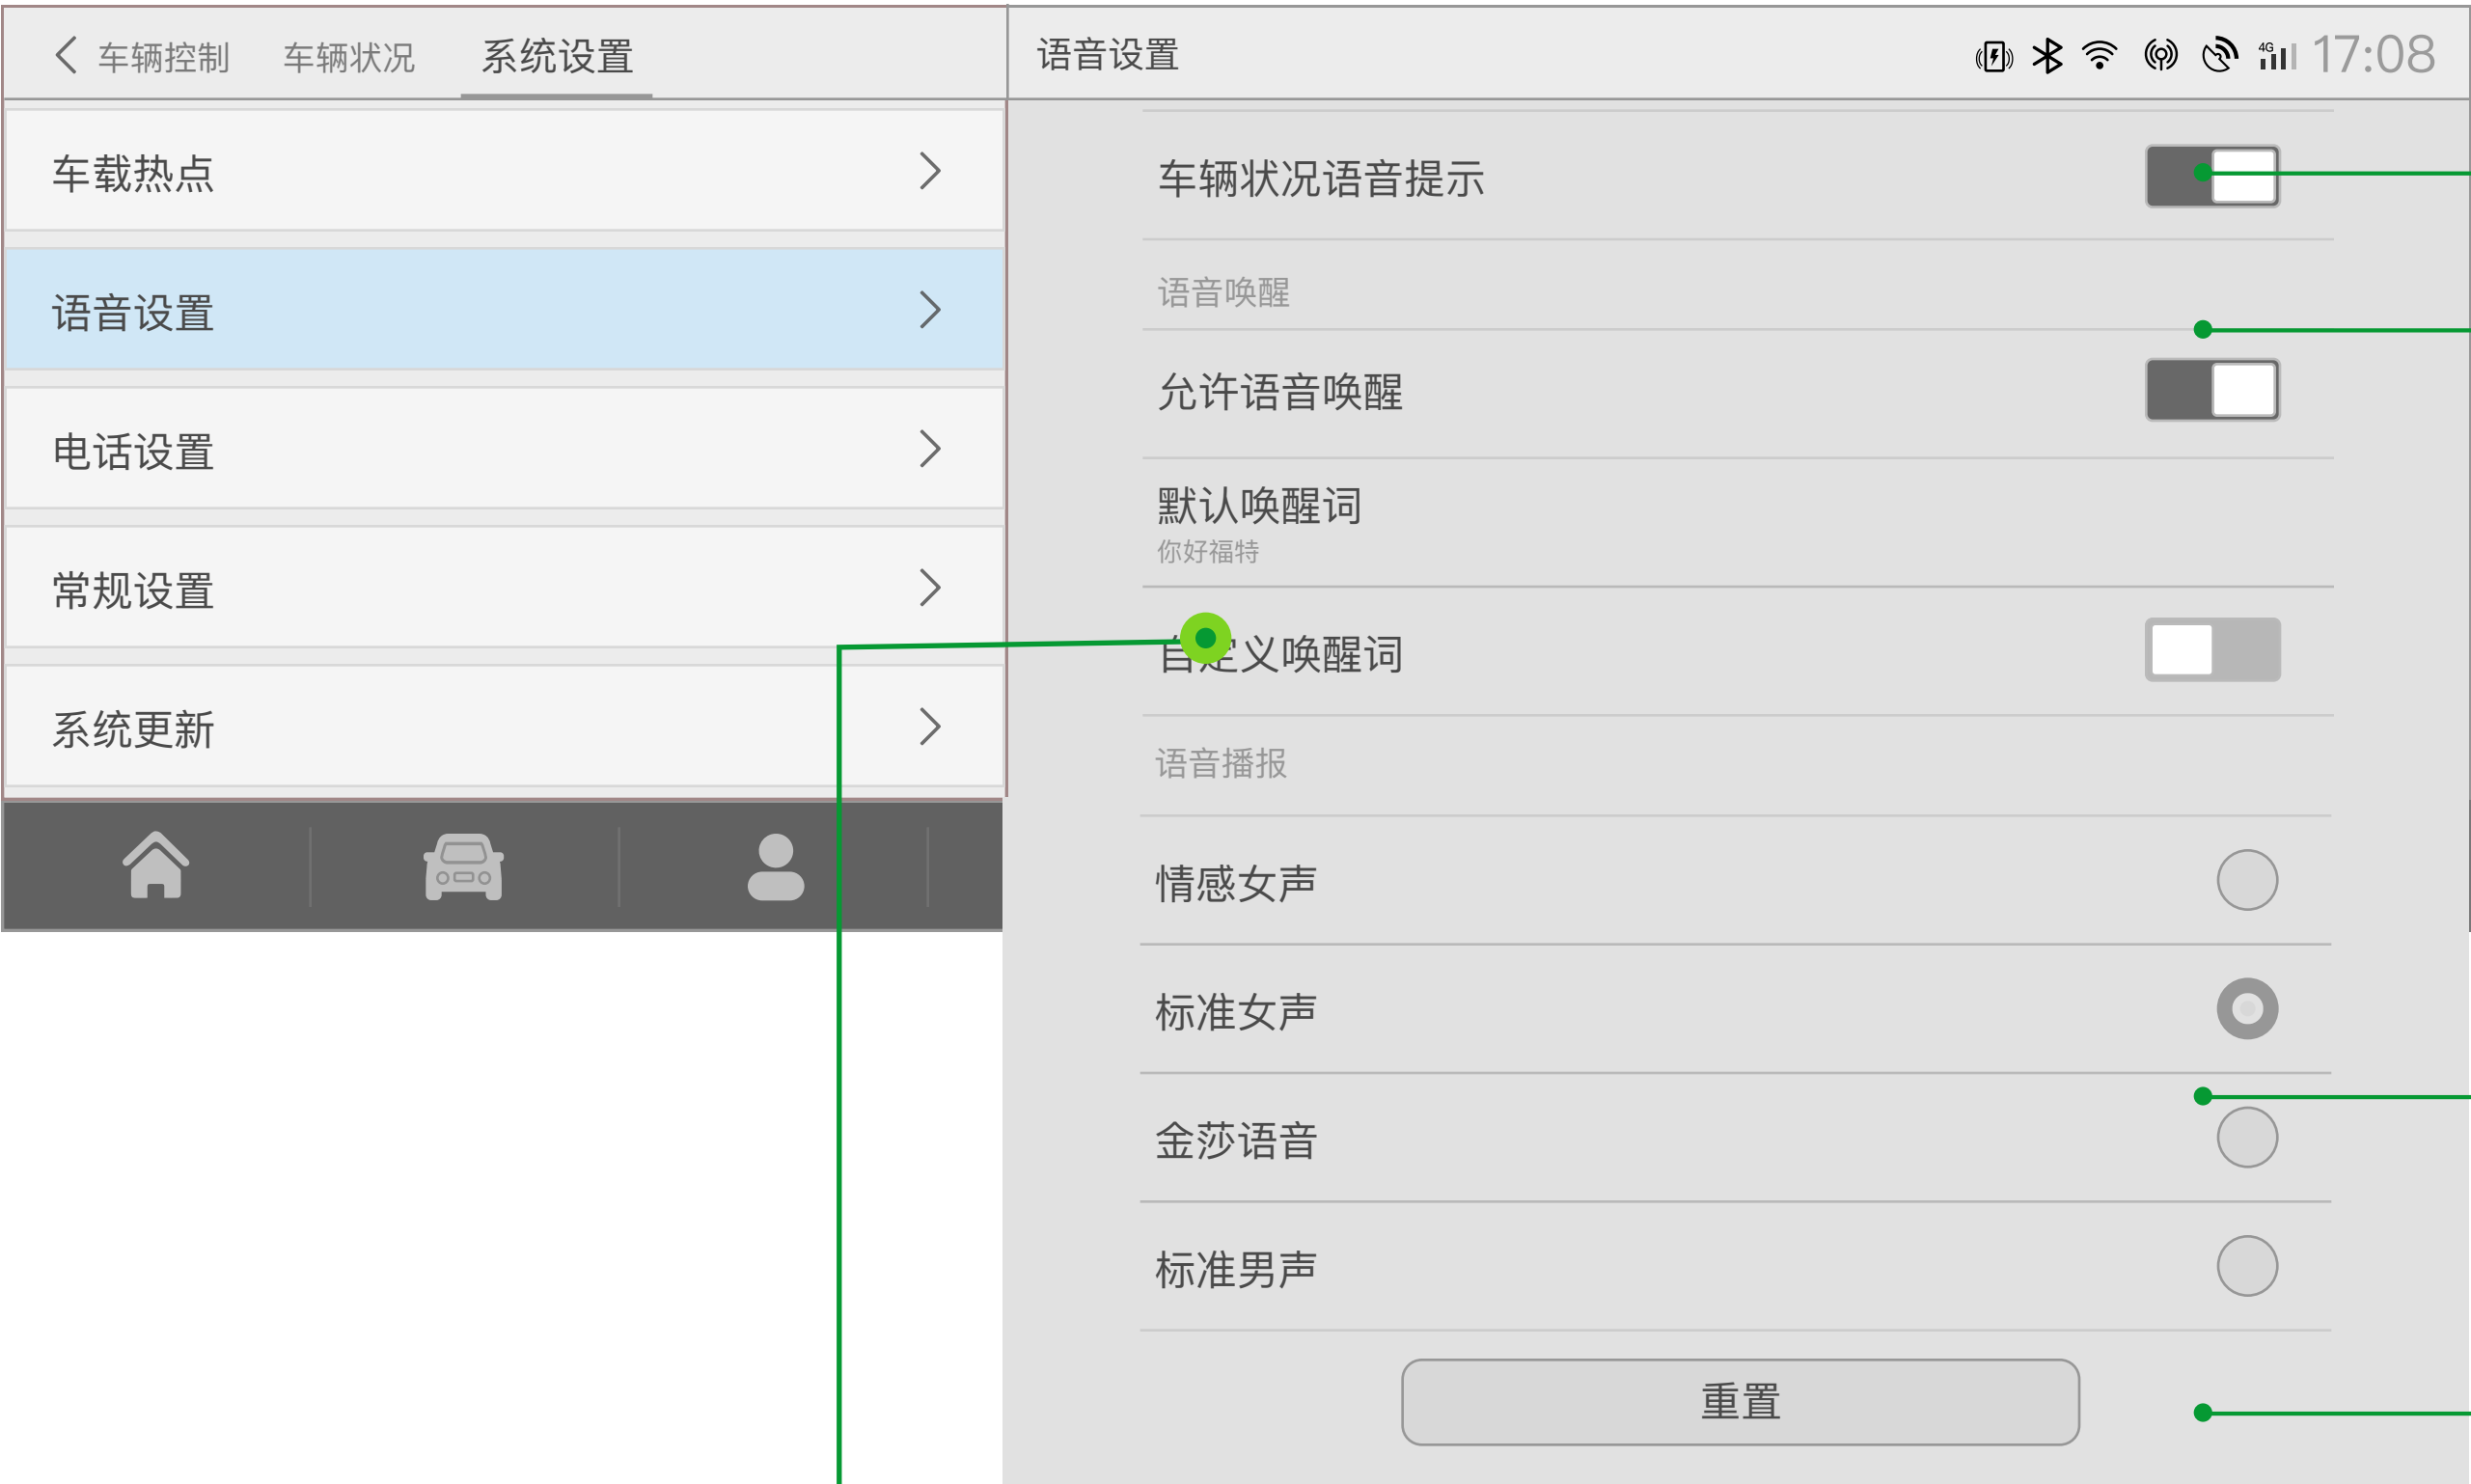 车辆控制 车辆状况 系统设置
语音设置
4G 17:08
车载热点
语音设置
电话设置
常规设置
系统更新
车辆状况语音提示
语音唤醒
允许语音唤醒
默认唤醒词
你好福特
自定义唤醒词
语音播报
情感女声
标准女声
金莎语音
标准男声
重置